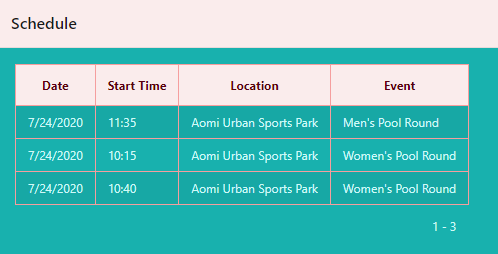 Schedule
Date Start Time Location Event
7/24/2020 11:35 Aomi Urban Sports Park Men's Pool Round
7/24/2020 10:15 Aomi Urban Sports Park Women's Pool Round
7/24/2020 10:40 Aomi Urban Sports Park Women's Pool Round
1 - 3